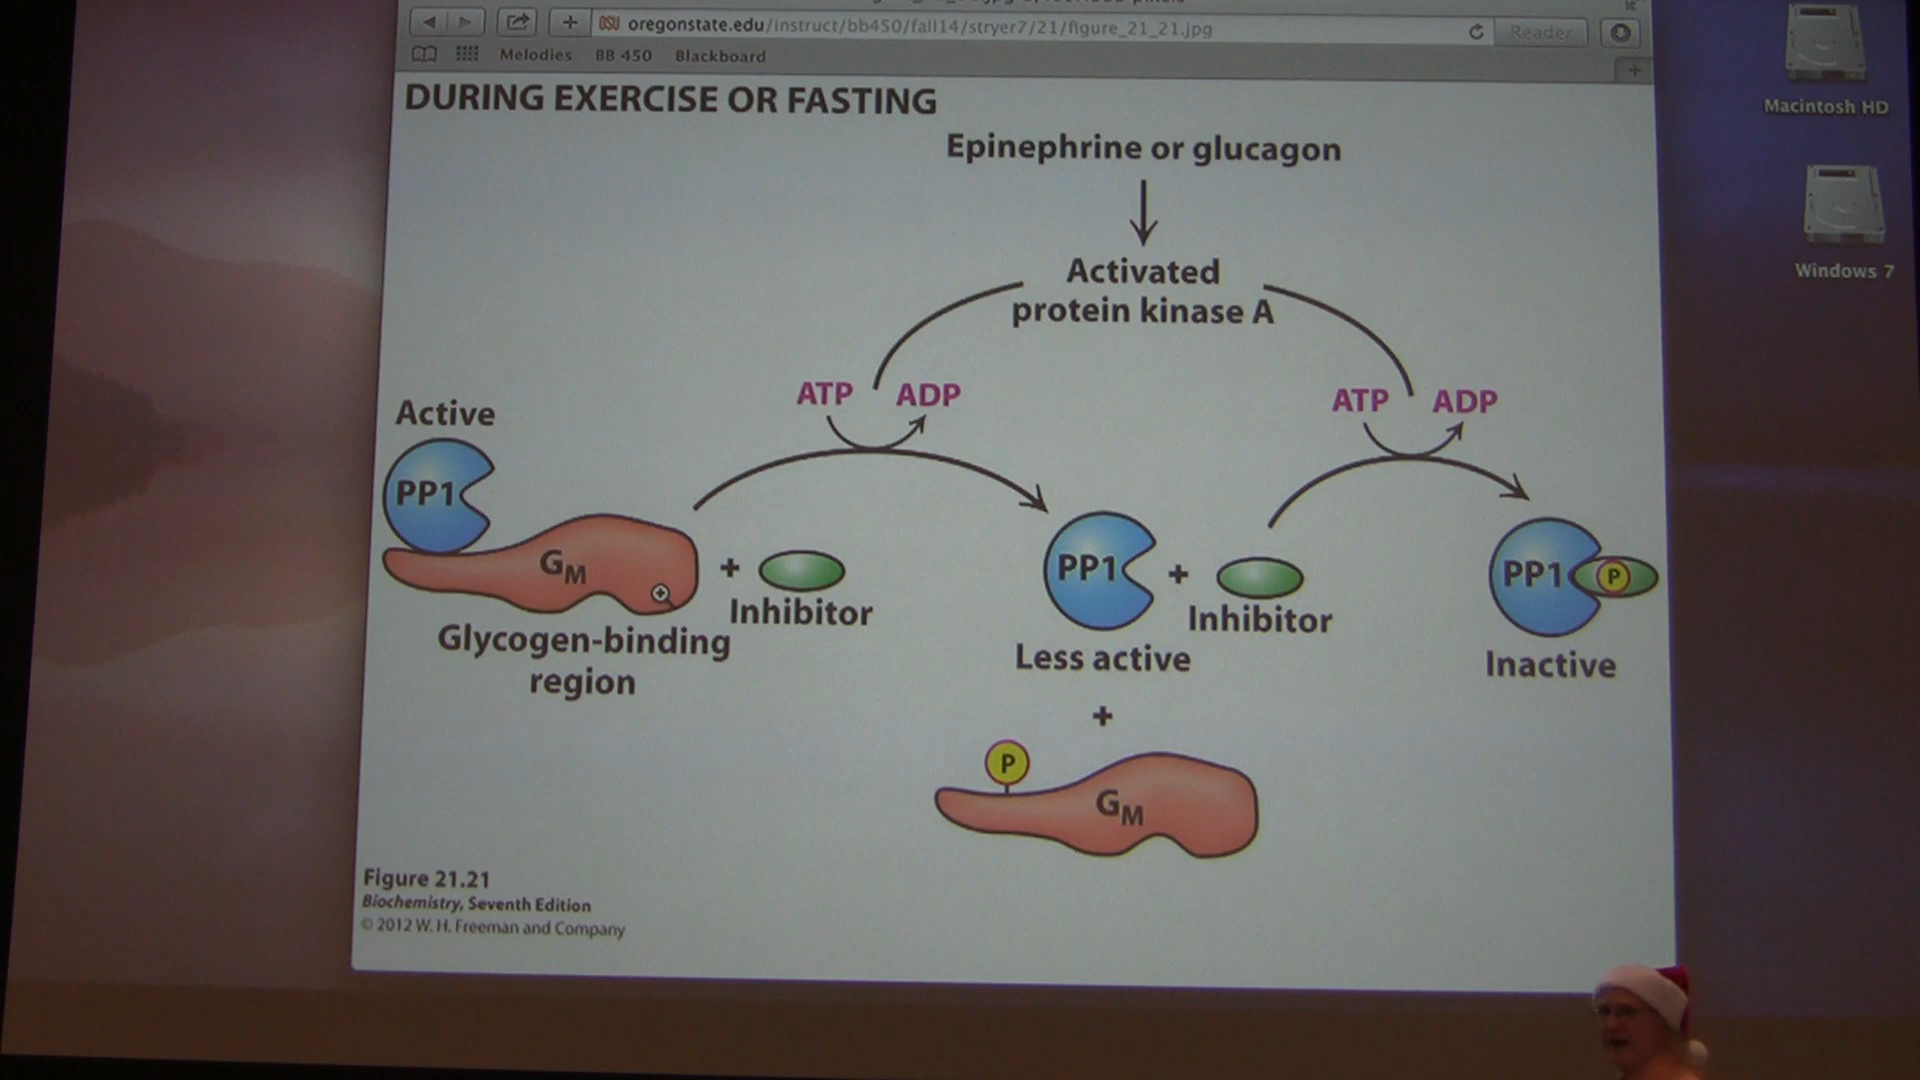 oregonstate.edu/instruct/bb450/fall14/stryer7/21/figure_21_21.jpg
Reader
Melodies BB 450 Blackboard
Macintosh HD
Windows 7
DURING EXERCISE OR FASTING
Epinephrine or glucagon
Activated
protein kinase A
ATP ADP
ATP ADP
Active
PP1
GM
Glycogen-binding
region
+
Inhibitor
PP1
Less active
+
Inhibitor
PP1
P
Inactive
+
P
GM
Figure 21.21
Biochemistry, Seventh Edition
© 2012 W. H. Freeman and Company